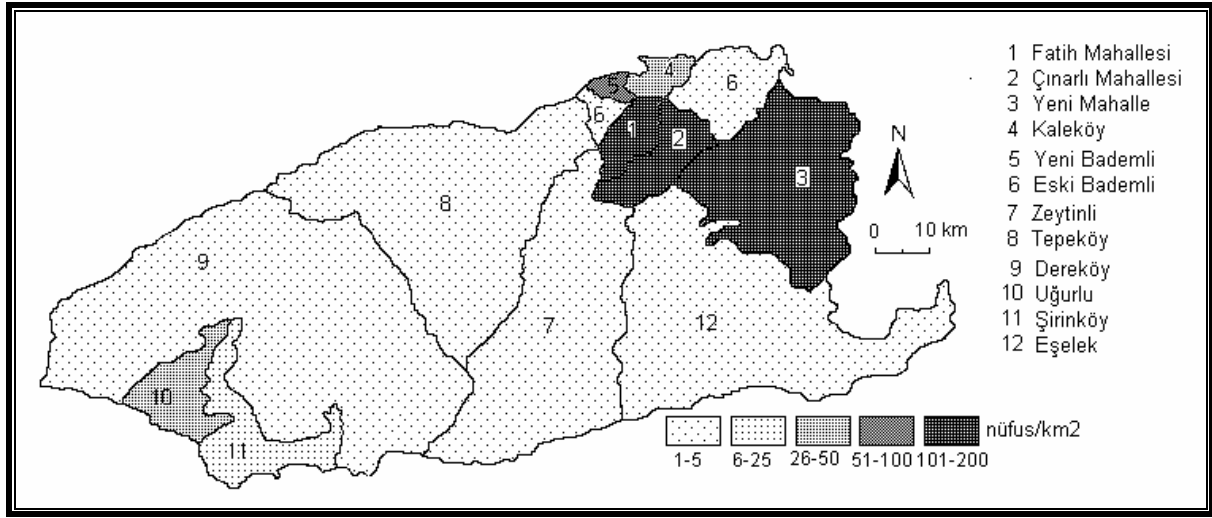 1 Fatih Mahallesi
2 Çınarlı Mahallesi
3 Yeni Mahalle
4 Kaleköy
5 Yeni Bademli
6 Eski Bademli
7 Zeytinli
8 Tepeköy
9 Dereköy
10 Uğurlu
11 Şirinköy
12 Eşelek
N
0 10 km
4
5
6
6
1
2
3
8
9
7
12
10
11
nüfus/km2
1-5 6-25 26-50 51-100 101-200